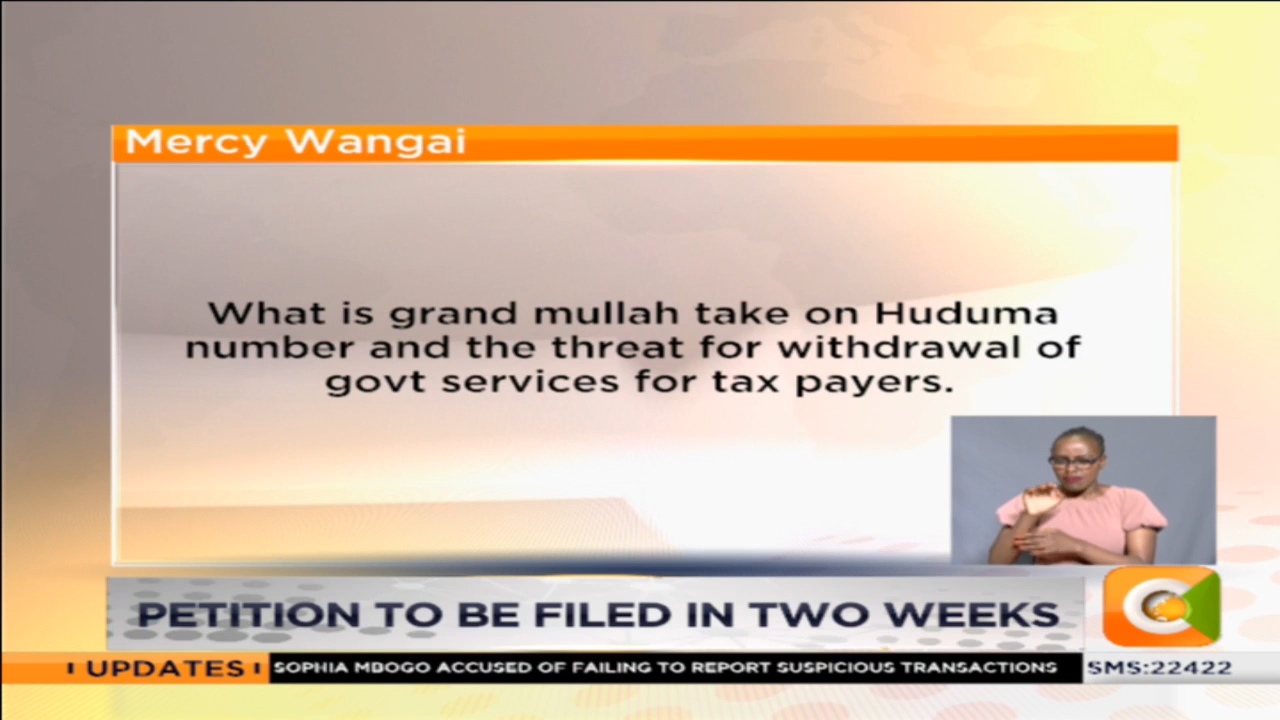 Mercy Wangai
What is grand mullah take on Huduma
number and the threat for withdrawal of
govt services for tax payers.
PETITION TO BE FILED IN TWO WEEKS
UPDATES
SOPHIA MBOGO ACCUSED OF FAILING TO REPORT SUSPICIOUS TRANSACTIONS
SMS:22422